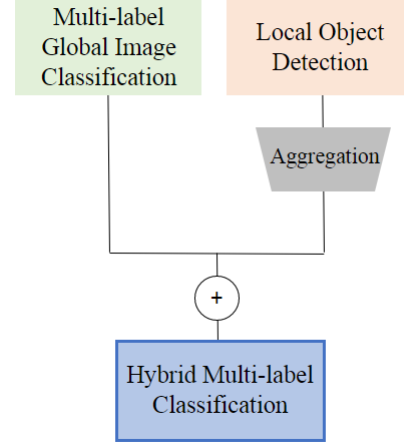 Multi-label
Global Image
Classification
Local Object
Detection
Aggregation
+
Hybrid Multi-label
Classification